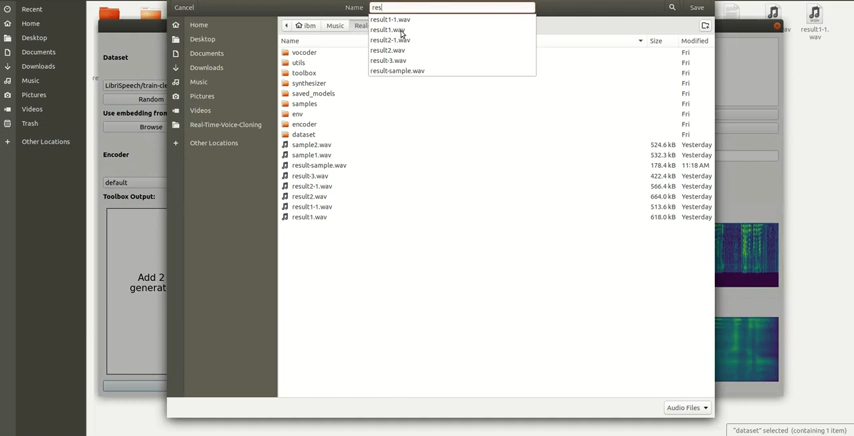 Recent
Home
Desktop
Documents
Downloads
Music
Pictures
Videos
Trash
Other Locations
Dataset
LibriSpeech/train-cle
Random
Use embedding from
Browse
Encoder
default
Toolbox Output:
Add 2
generat
Cancel
Name
res
Save
Home
Desktop
Documents
Downloads
Music
Pictures
Videos
Real-Time-Voice-Cloning
Other Locations
ibm
Music
Real
result1-1.wav
result1.wav
result2-1.wav
result2.wav
result-3.wav
result-sample.wav
Name Size Modified
vocoder Fri
utils Fri
toolbox Fri
synthesizer Fri
saved_models Fri
samples Fri
env Fri
encoder Fri
dataset Fri
sample2.wav 524.6 kB Yesterday
sample1.wav 532.3 kB Yesterday
result-sample.wav 178.4 kB 11:18 AM
result-3.wav 422.4 kB Yesterday
result2-1.wav 566.4 kB Yesterday
result2.wav 664.0 kB Yesterday
result1-1.wav 513.6 kB Yesterday
result1.wav 618.0 kB Yesterday
Audio Files
result1-1.
wav
"dataset" selected (containing 1 item)